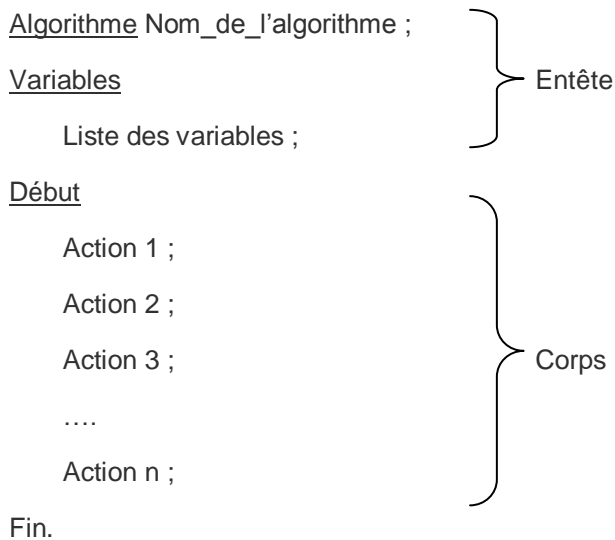 Algorithme Nom_de_l’algorithme ;
Variables
Entête
Liste des variables ;
Début
Action 1 ;
Action 2 ;
Action 3 ;
Corps
….
Action n ;
Fin.